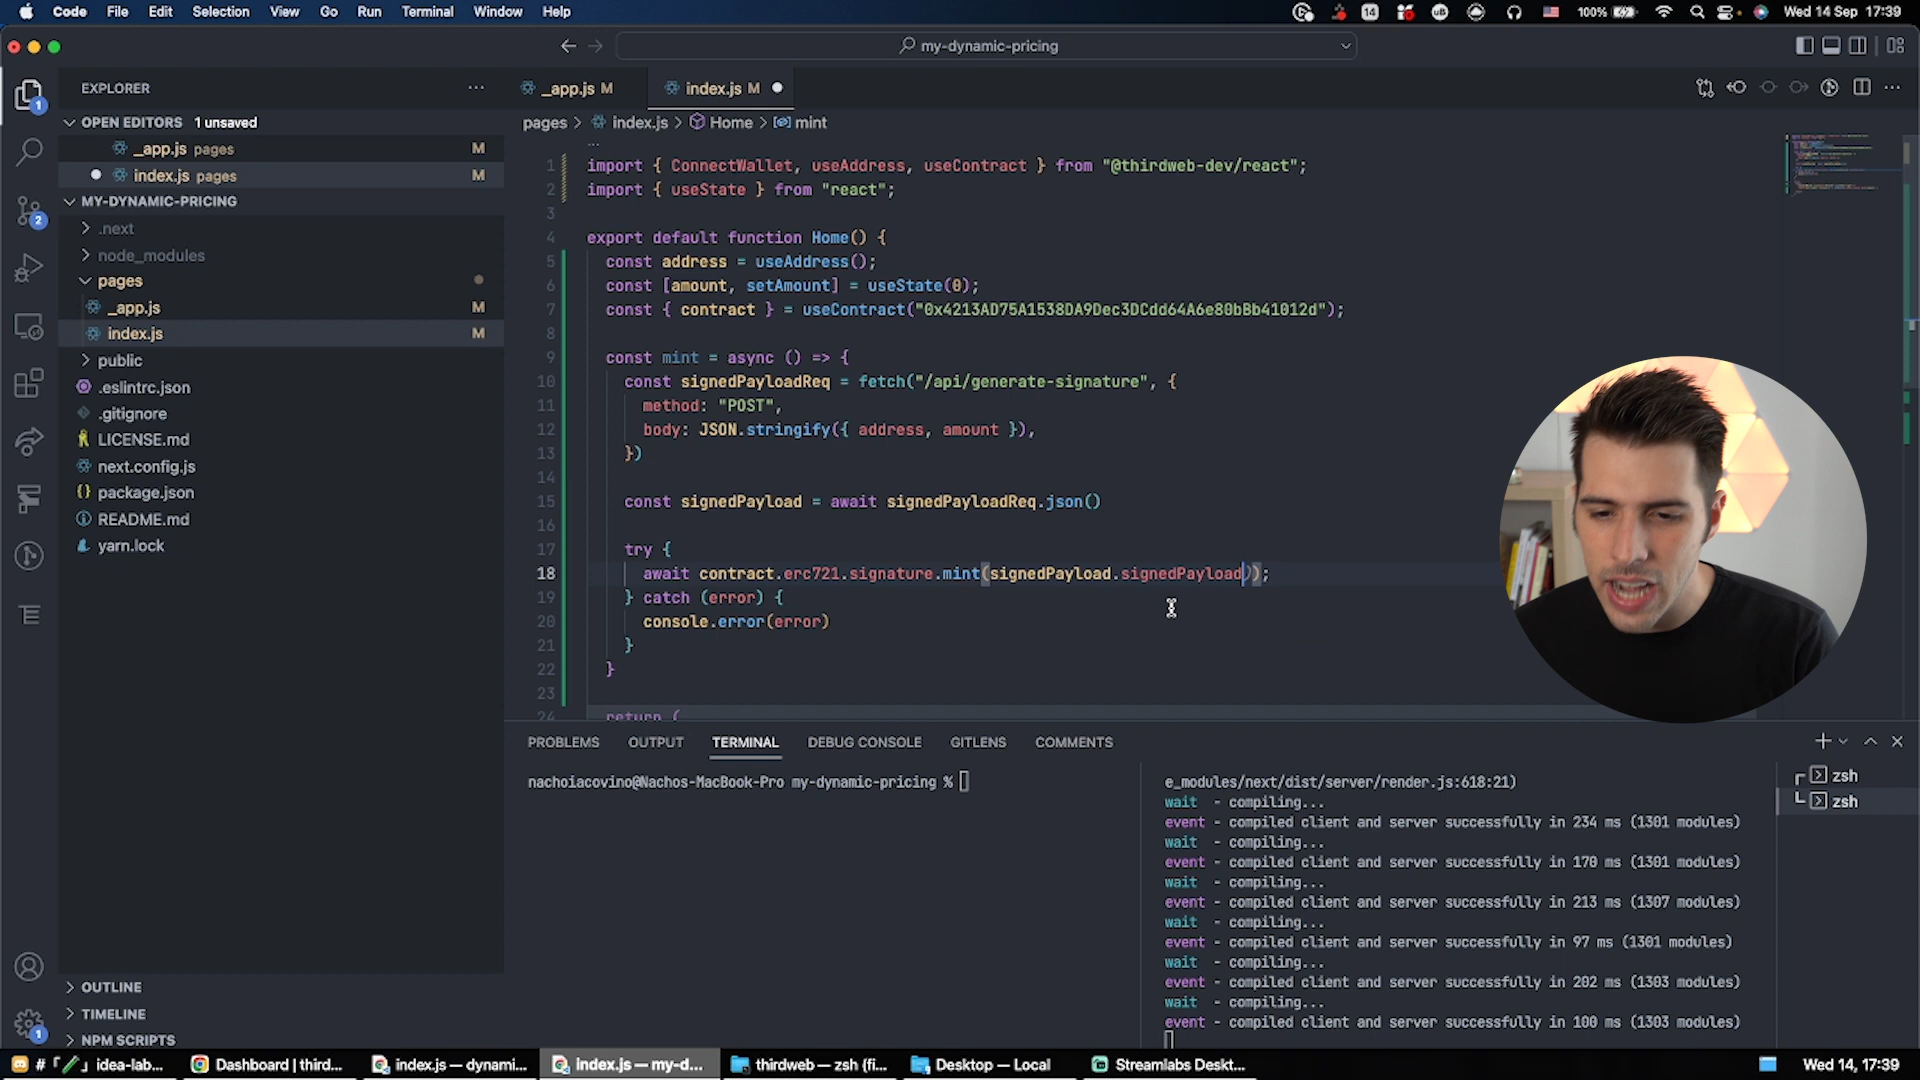 Code File Edit Selection View Go Run Terminal Window Help
14 100% Wed 14 Sep 17:39
my-dynamic-pricing
EXPLORER
_app.js M
index.js M
OPEN EDITORS 1 unsaved
pages > index.js > Home > mint
_app.js pages M
index.js pages M
MY-DYNAMIC-PRICING
.next
node_modules
pages
_app.js M
index.js M
public
.eslintrc.json
.gitignore
LICENSE.md
next.config.js
package.json
README.md
yarn.lock
OUTLINE
TIMELINE
NPM SCRIPTS
1
2
1
1 import { ConnectWallet, useAddress, useContract } from "@thirdweb-dev/react";
2 import { useState } from "react";
3
4 export default function Home() {
5 const address = useAddress();
6 const [amount, setAmount] = useState(0);
7 const { contract } = useContract("0x4213AD75A1538DA9Dec3DCdd64A6e80bBb41012d");
8
9 const mint = async () => {
10 const signedPayloadReq = fetch("/api/generate-signature", {
11 method: "POST",
12 body: JSON.stringify({ address, amount }),
13 })
14
15 const signedPayload = await signedPayloadReq.json()
16
17 try {
18 await contract.erc721.signature.mint(signedPayload.signedPayload));
19 } catch (error) {
20 console.error(error)
21 }
22 }
23
24 return (
PROBLEMS OUTPUT TERMINAL DEBUG CONSOLE GITLENS COMMENTS
nachoiacovino@Nachos-MacBook-Pro my-dynamic-pricing %
e_modules/next/dist/server/render.js:618:21)
wait - compiling...
event - compiled client and server successfully in 234 ms (1301 modules)
wait - compiling...
event - compiled client and server successfully in 170 ms (1301 modules)
wait - compiling...
event - compiled client and server successfully in 213 ms (1307 modules)
wait - compiling...
event - compiled client and server successfully in 97 ms (1301 modules)
wait - compiling...
event - compiled client and server successfully in 202 ms (1303 modules)
wait - compiling...
event - compiled client and server successfully in 100 ms (1303 modules)
zsh
zsh
# idea-lab...
Dashboard | third...
index.js — dynami...
index.js — my-d...
thirdweb — zsh (fi...
Desktop — Local
Streamlabs Deskt...
Wed 14, 17:39